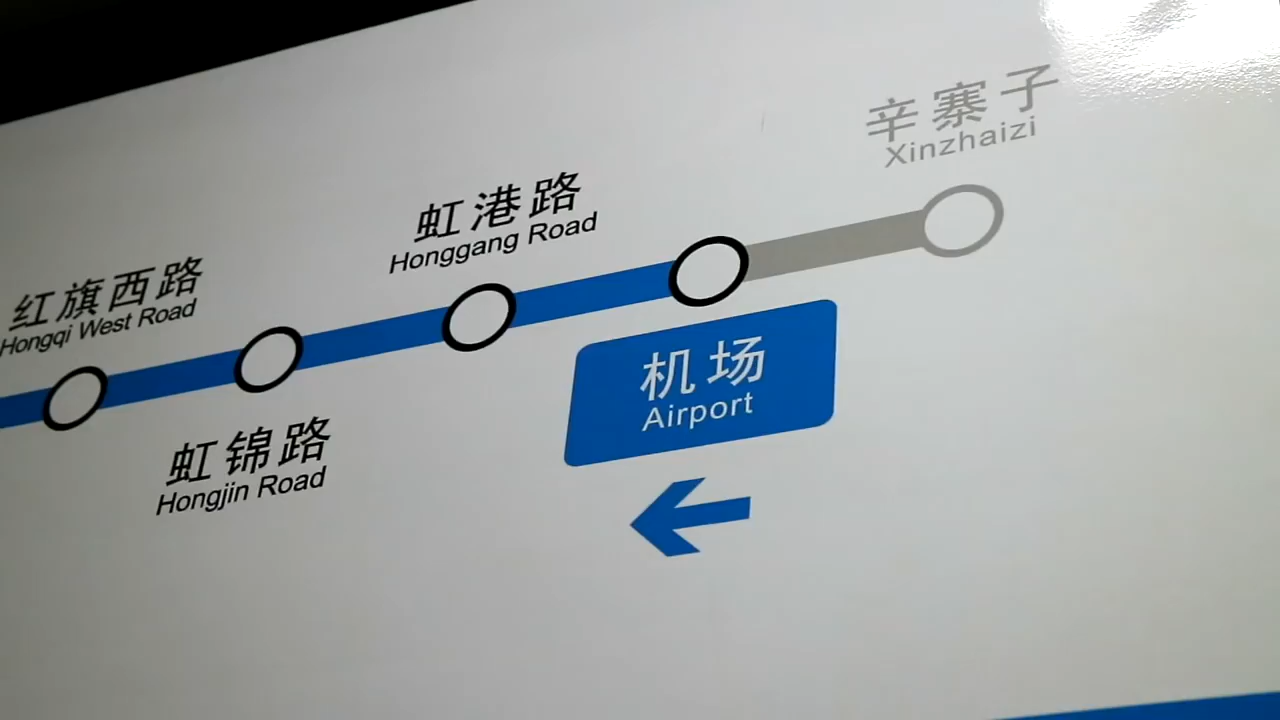 辛寨子
Xinzhaizi
虹港路
Honggang Road
红旗西路
Hongqi West Road
机场
Airport
虹锦路
Hongjin Road